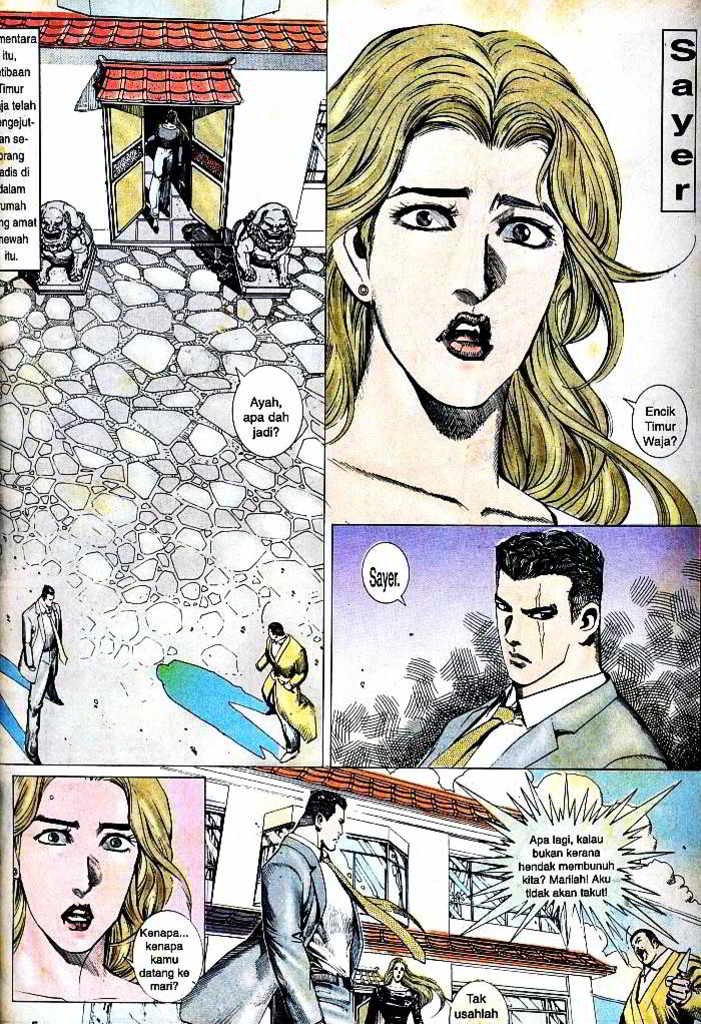 mentara
itu,
tibaan
Timur
ja telah
ngejut-
an se-
orang
adis di
dalam
rumah
ng amat
mewah
itu.
Ayah,
apa dah
jadi?
Sayer
Encik
Timur
Waja?
Sayer.
Kenapa...
kenapa
kamu
datang ke
mari?
Apa lagi, kalau
bukan kerana
hendak membunuh
kita? Marilah! Aku
tidak akan takut!
Tak
usahlah